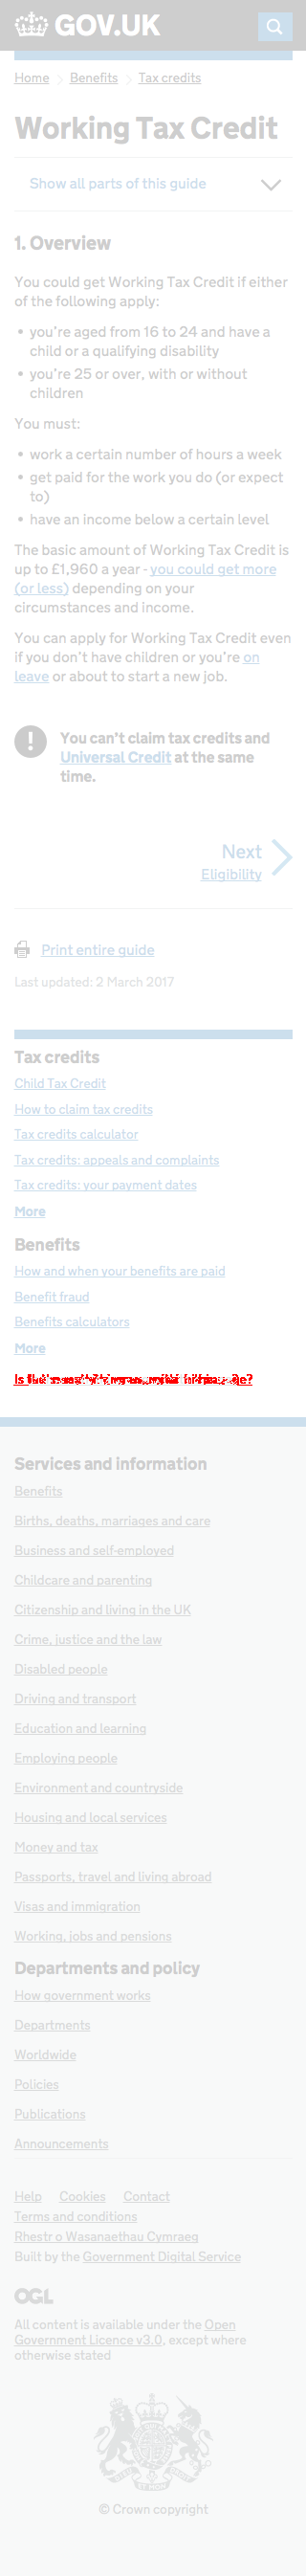 GOV.UK
Home > Benefits > Tax credits
Working Tax Credit
Show all parts of this guide
1. Overview
You could get Working Tax Credit if either
of the following apply:
• you're aged from 16 to 24 and have a
child or a qualifying disability
• you're 25 or over, with or without
children
You must:
• work a certain number of hours a week
• get paid for the work you do (or expect
to)
• have income below a certain level
The basic amount of Working Tax Credit is
up to £1,960 a year - you could get more
(or less) depending on your
circumstances and income.
You can apply for Working Tax Credit even
if you don't have children or you're on
leave or about to start a new job.
You can't claim tax credits and
Universal Credit at the same
time.
Next
Eligibility
Print entire guide
Last updated: 2 March 2017
Tax credits
Child Tax Credit
How to claim tax credits
Tax credits calculator
Tax credits: appeals and complaints
Tax credits: your payment dates
More
Benefits
How and when your benefits are paid
Benefit fraud
Benefits calculators
More
Is page?
Services and information
Benefits
Births, deaths, marriages and care
Business and self-employed
Childcare and parenting
Citizenship and living in the UK
Crime, justice and the law
Disabled people
Driving and transport
Education and learning
Employing people
Environment and countryside
Housing and local services
Money and tax
Passports, travel and living abroad
Visas and immigration
Working, jobs and pensions
Departments and policy
How government works
Departments
Worldwide
Policies
Publications
Announcements
Help Cookies Contact
Terms and conditions
Rhestr o Wasanaethau Cymraeg
Built by the Government Digital Service
OGL
All content is available under the Open
Government Licence v3.0, except where
otherwise stated
© Crown copyright